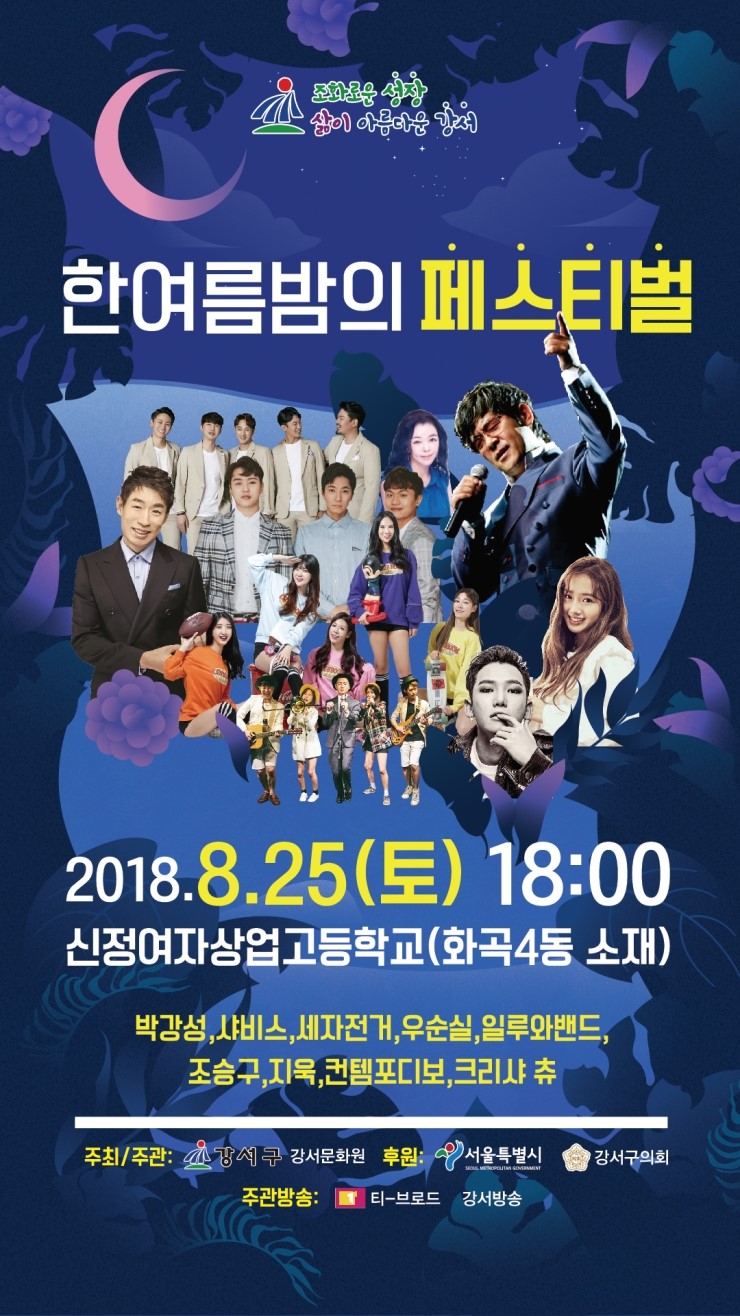 조화로운 성장
삶이 아름다운 강서
한여름밤의 페스티벌
2018.8.25(토) 18:00
신정여자상업고등학교(화곡4동 소재)
박강성,샤비스,세자전거,우순실,일루와밴드,
조승구,지욱,컨템포디보,크리샤 츄
주최/주관: 강서구 강서문화원 후원: 서울특별시 SEOUL METROPOLITAN GOVERNMENT 강서구의회
주관방송: 1 티-브로드 강서방송